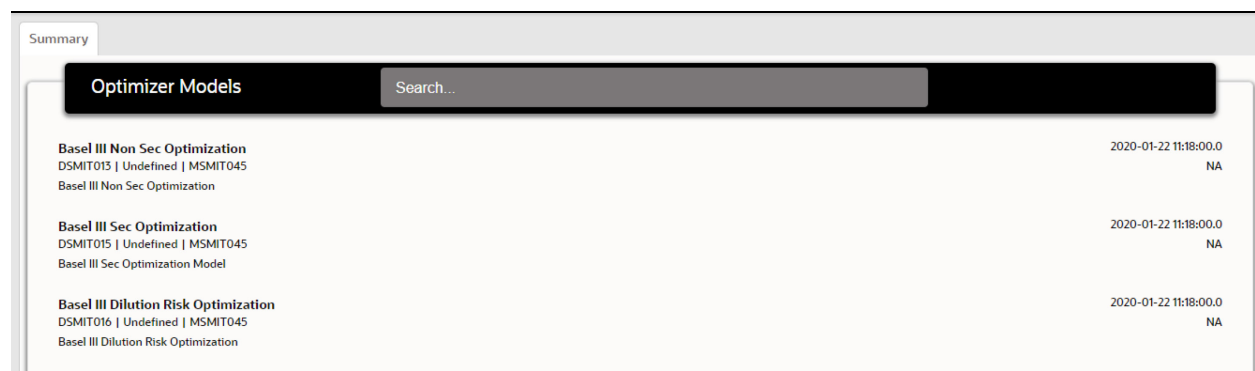 Summary
Optimizer Models
Search...
Basel III Non Sec Optimization
2020-01-22 11:18:00.0
DSMIT013 | Undefined | MSMIT045
NA
Basel III Non Sec Optimization
Basel III Sec Optimization
2020-01-22 11:18:00.0
DSMIT015 | Undefined | MSMIT045
NA
Basel III Sec Optimization Model
Basel III Dilution Risk Optimization
2020-01-22 11:18:00.0
DSMIT016 | Undefined | MSMIT045
NA
Basel III Dilution Risk Optimization